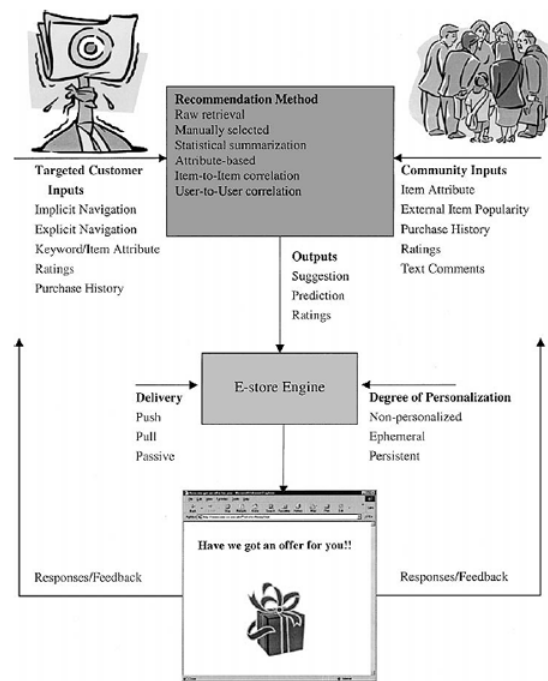 Recommendation Method
Raw retrieval
Manually selected
Statistical summarization
Attribute-based
Item-to-Item correlation
User-to-User correlation
Targeted Customer
Inputs
Implicit Navigation
Explicit Navigation
Keyword/Item Attribute
Ratings
Purchase History
Community Inputs
Item Attribute
External Item Popularity
Purchase History
Ratings
Text Comments
Outputs
Suggestion
Prediction
Ratings
E-store Engine
Delivery
Push
Pull
Passive
Degree of Personalization
Non-personalized
Ephemeral
Persistent
Have we got an offer for you!!
Responses/Feedback
Responses/Feedback